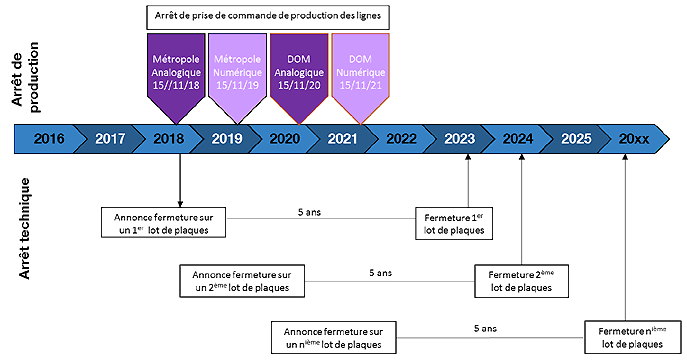 Arrêt de prise de commande de production des lignes
Arrêt de
production
Métropole
Analogique
15//11/18
Métropole
Numérique
15/11/19
DOM
Analogique
15/11/20
DOM
Numérique
15/11/21
2016 2017 2018 2019 2020 2021 2022 2023 2024 2025 20xx
Arrêt technique
Annonce fermeture sur
un 1er lot de plaques
5 ans
Fermeture 1er
lot de plaques
Annonce fermeture sur
un 2ème lot de plaques
5 ans
Fermeture 2ème
lot de plaques
Annonce fermeture sur
un nième lot de plaques
5 ans
Fermeture nième
lot de plaques